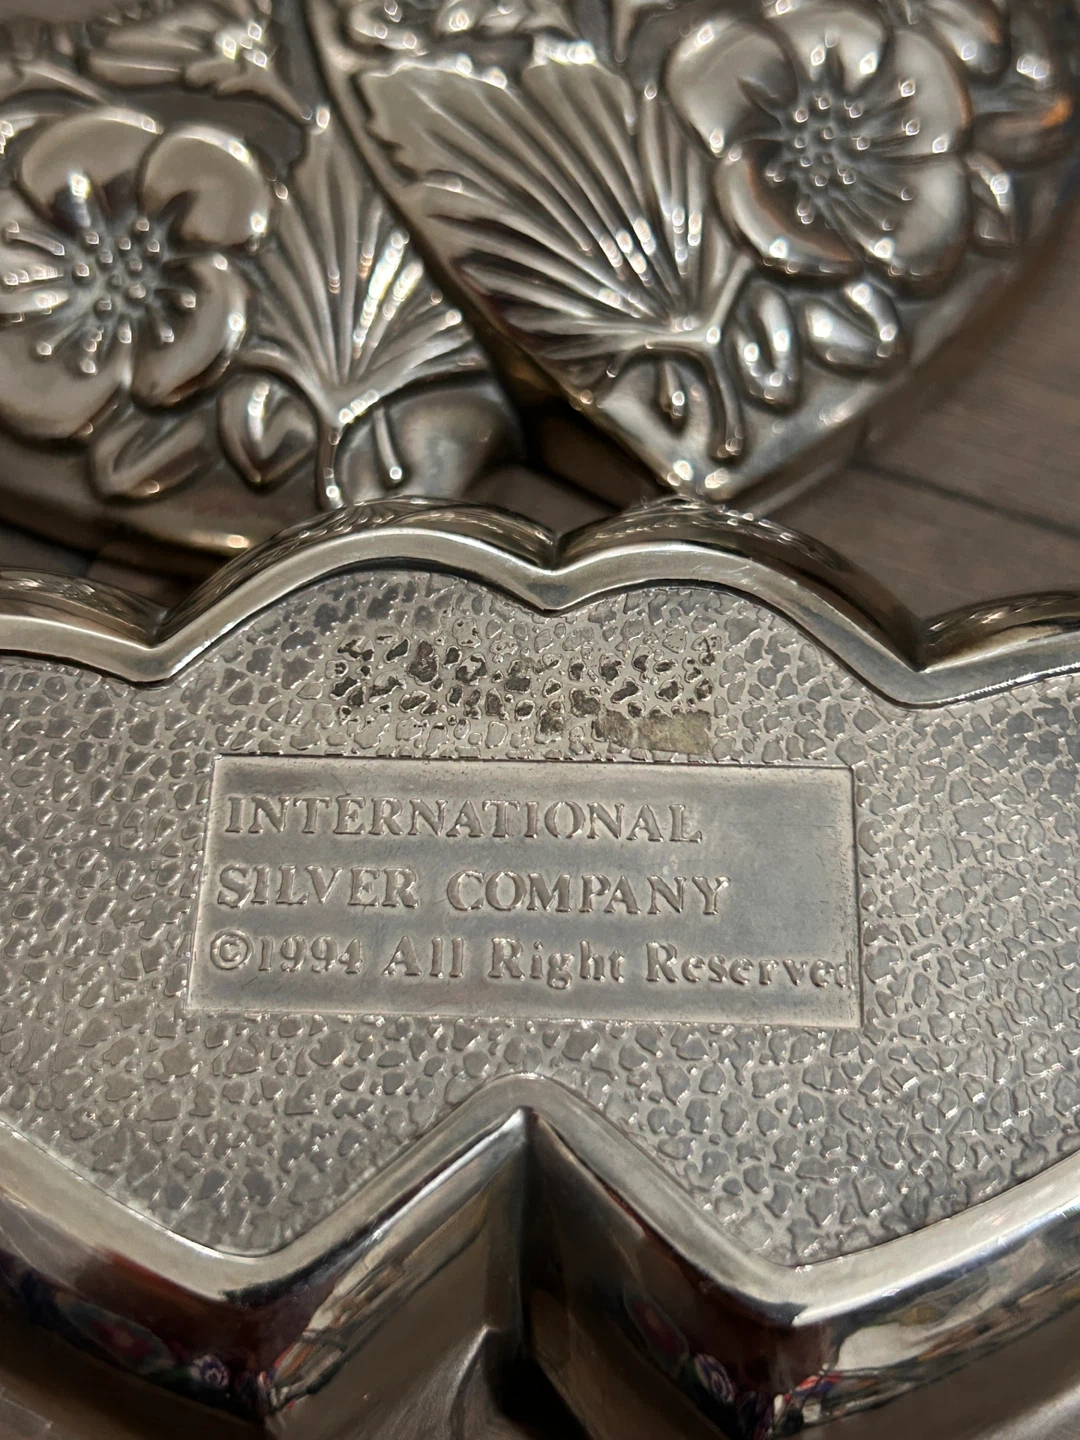 INTERNATIONAL
SILVER COMPANY
©1994 All Right Reserved